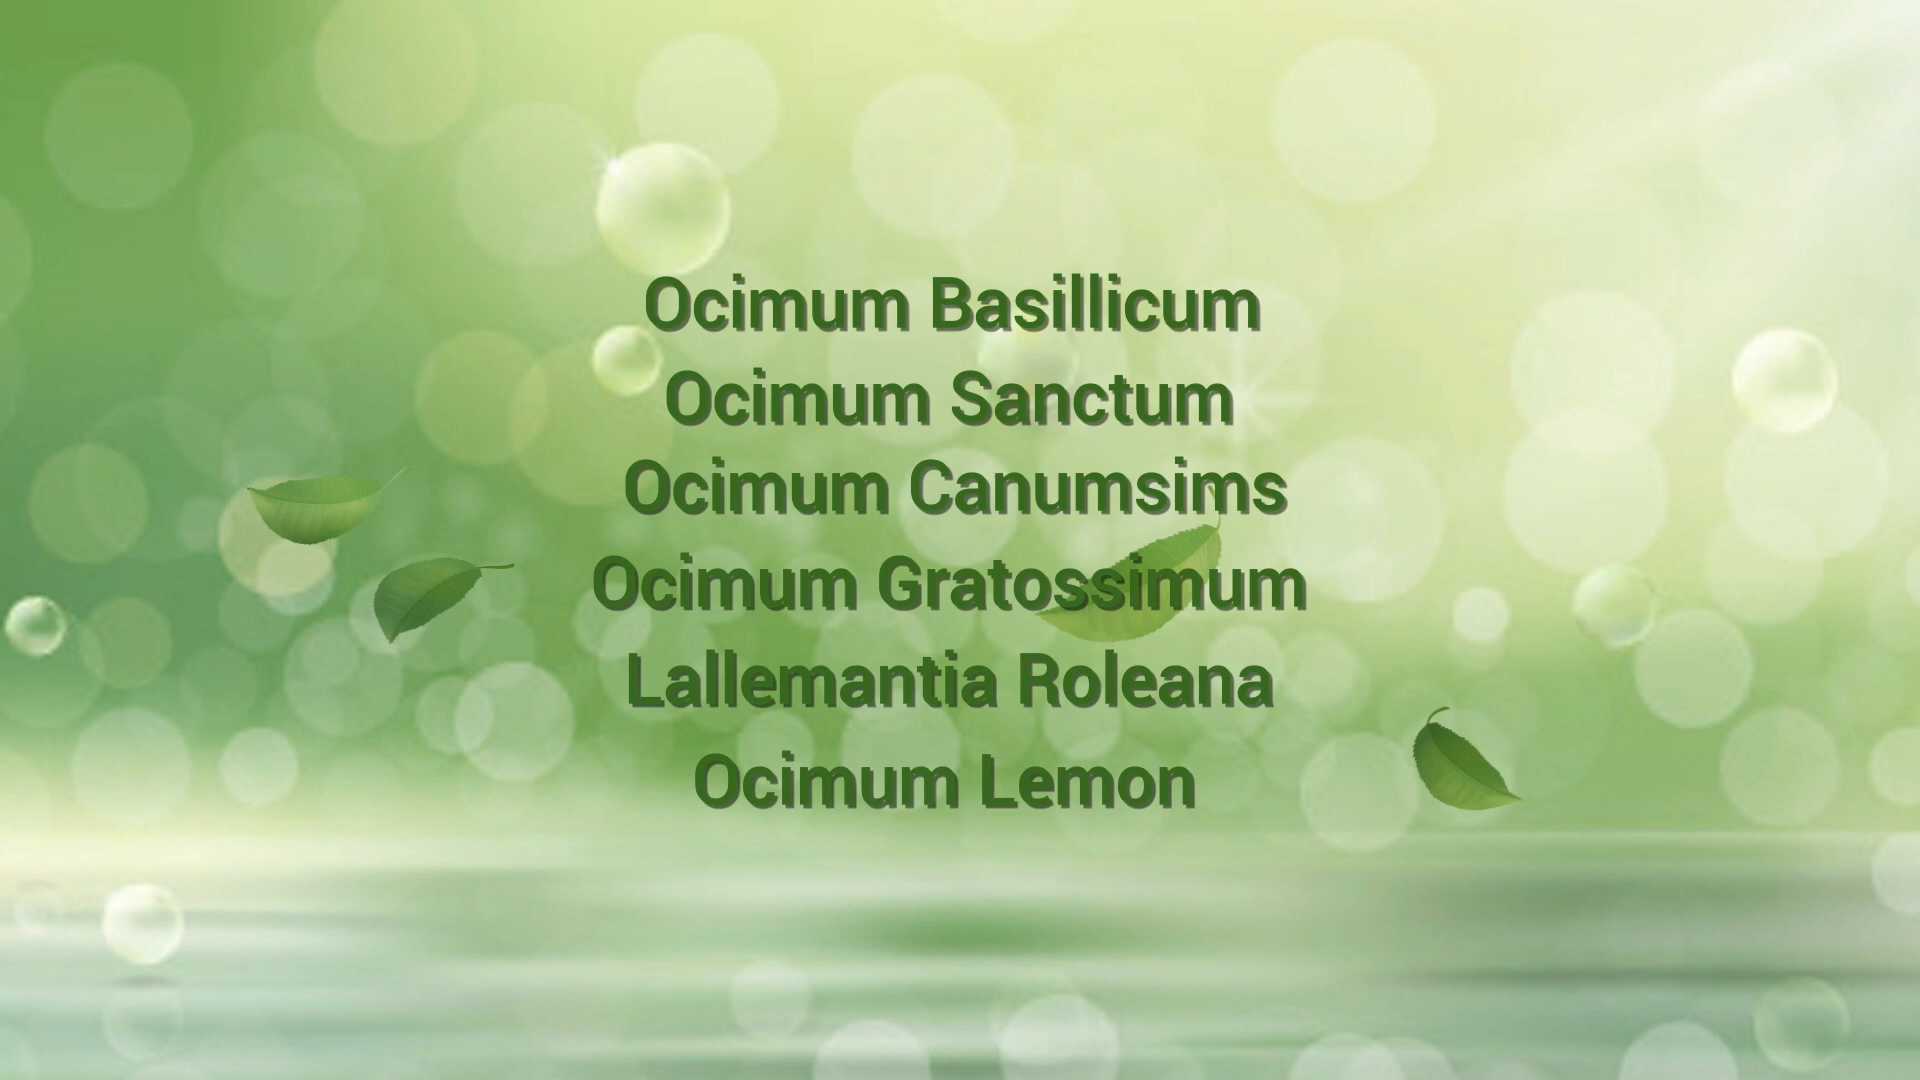 Ocimum Basillicum
Ocimum Sanctum
Ocimum Canumsims
Ocimum Gratossimum
Lallemantia Roleana
Ocimum Lemon